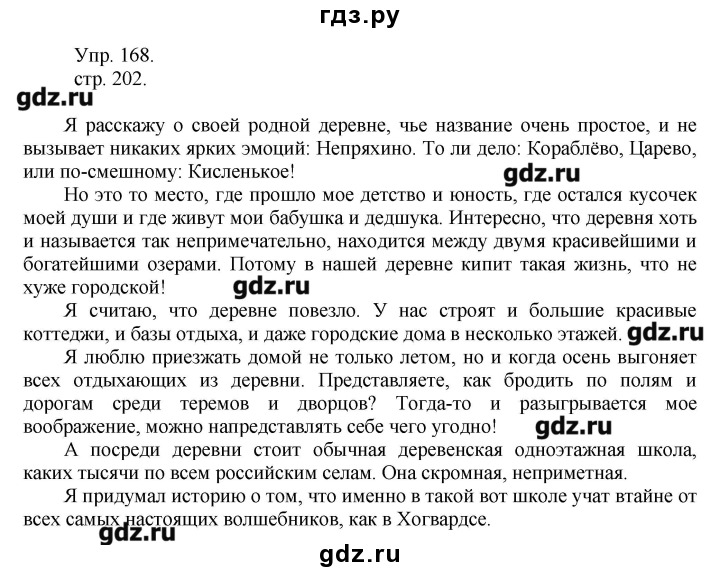 гдз.ру
Упр. 168.
стр. 202.
gdz.ru
Я расскажу о своей родной деревне, чье название очень простое, и не
вызывает никаких ярких эмоций: Непряхино. То ли дело: Кораблёво, Царево,
или по-смешному: Кисленькое!
gdz.ru
Но это то место, где прошло мое детство и юность, где остался кусочек
моей души и где живут мои бабушка и дедшука. Интересно, что деревня хоть
и называется так непримечательно, находится между двумя красивейшими и
богатейшими озерами. Потому в нашей деревне кипит такая жизнь, что не
хуже городской!
gdz.ru
Я считаю, что деревне повезло. У нас строят и большие красивые
коттеджи, и базы отдыха, и даже городские дома в несколько этажей.
gdz.ru
Я люблю приезжать домой не только летом, но и когда осень выгоняет
всех отдыхающих из деревни. Представляете, как бродить по полям и
дорогам среди теремов и дворцов? Тогда-то и разыгрывается мое
воображение, можно напредставлять себе чего угодно!
gdz.ru
А посреди деревни стоит обычная деревенская одноэтажная школа,
каких тысячи по всем российским селам. Она скромная, неприметная.
Я придумал историю о том, что именно в такой вот школе учат втайне от
всех самых настоящих волшебников, как в Хогвардсе.
gdz.ru
gdz.ru